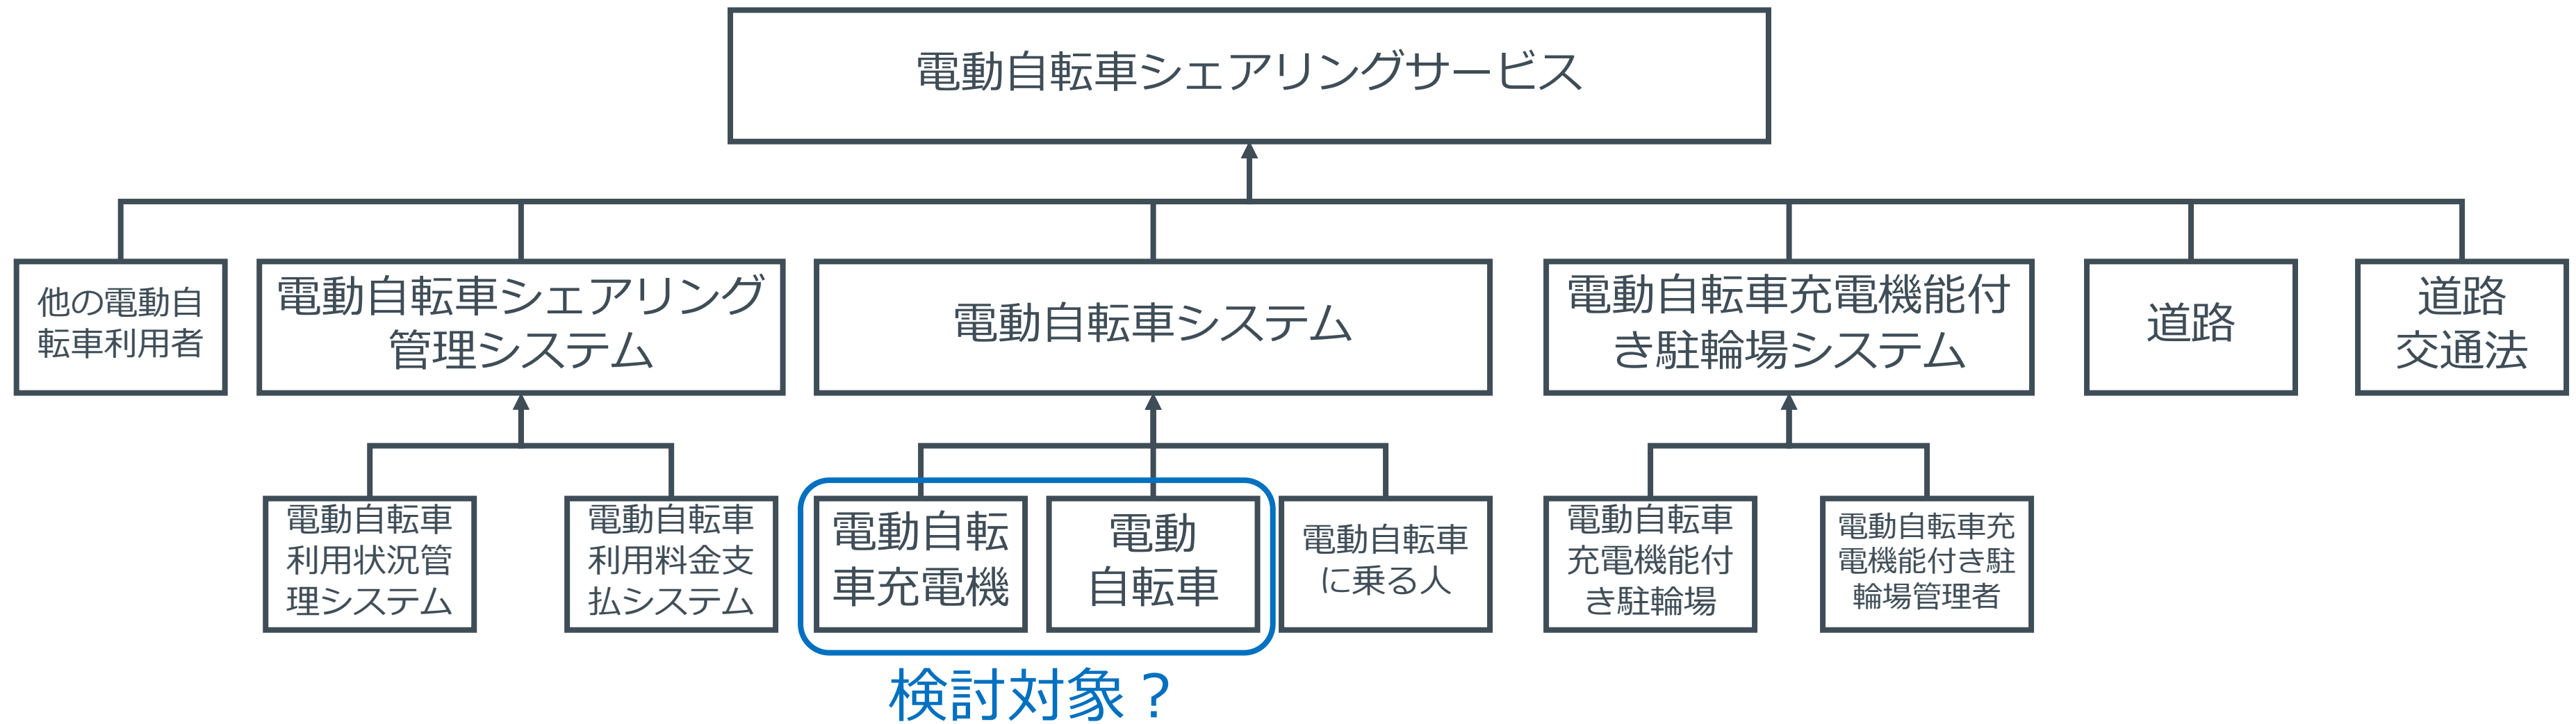 電動自転車シェアリングサービス
他の電動自
転車利用者
電動自転車シェアリング
管理システム
電動自転車システム
電動自転車充電機能付
き駐輪場システム
道路
道路
交通法
電動自転車
利用状況管
理システム
電動自転車
利用料金支
払システム
電動自転
車充電機
電動
自転車
電動自転車
に乗る人
電動自転車
充電機能付
き駐輪場
電動自転車充
電機能付き駐
輪場管理者
検討対象？